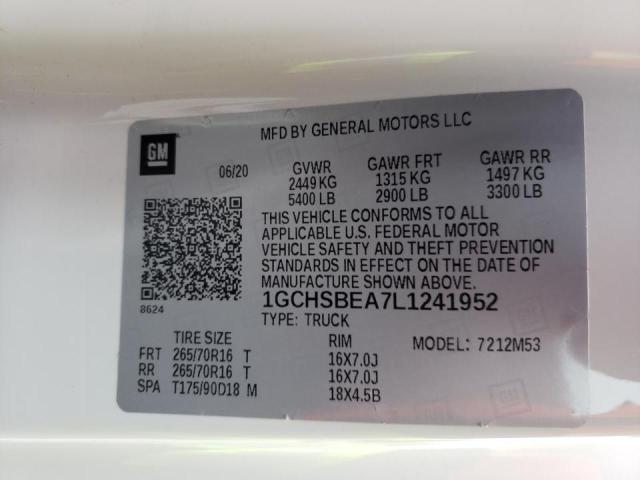 MFD BY GENERAL MOTORS LLC
GM
06/20 GVWR GAWR FRT GAWR RR
2449 KG 1315 KG 1497 KG
5400 LB 2900 LB 3300 LB
THIS VEHICLE CONFORMS TO ALL
APPLICABLE U.S. FEDERAL MOTOR
VEHICLE SAFETY AND THEFT PREVENTION
STANDARDS IN EFFECT ON THE DATE OF
MANUFACTURE SHOWN ABOVE.
8624
1GCHSBEA7L1241952
TYPE: TRUCK
TIRE SIZE RIM MODEL: 7212M53
FRT 265/70R16 T 16X7.0J
RR 265/70R16 T 16X7.0J
SPA T175/90D18 M 18X4.5B
GM